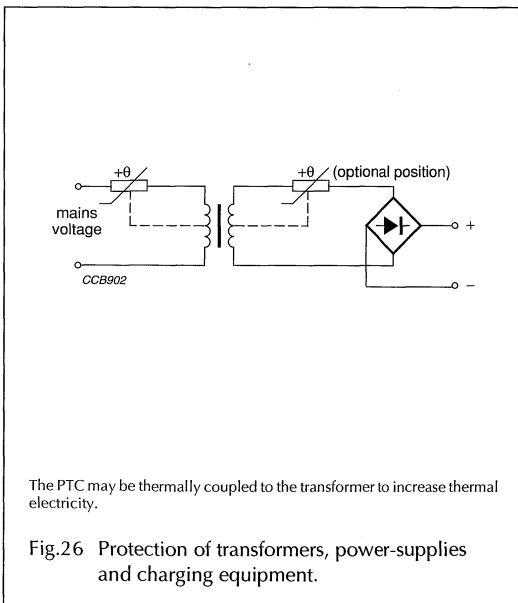 +θ
+θ (optional position)
mains
voltage
+
CCB902
−
The PTC may be thermally coupled to the transformer to increase thermal
electricity.
Fig.26 Protection of transformers, power-supplies
and charging equipment.